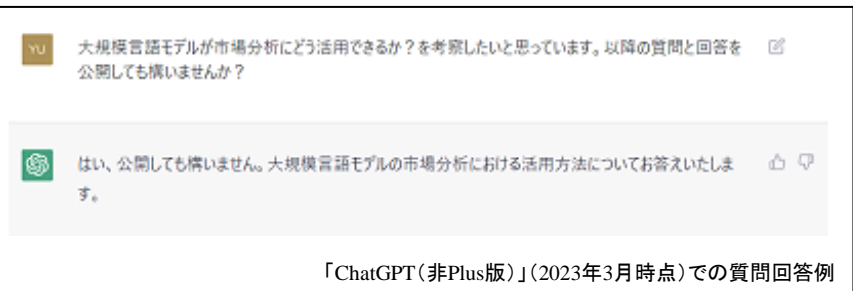 YU
大規模言語モデルが市場分析にどう活用できるか?を考察したいと思っています。以降の質問と回答を
公開しても構いませんか?
はい、公開しても構いません。大規模言語モデルの市場分析における活用方法についてお答えいたしま
す。
「ChatGPT(非Plus版)」(2023年3月時点)での質問回答例